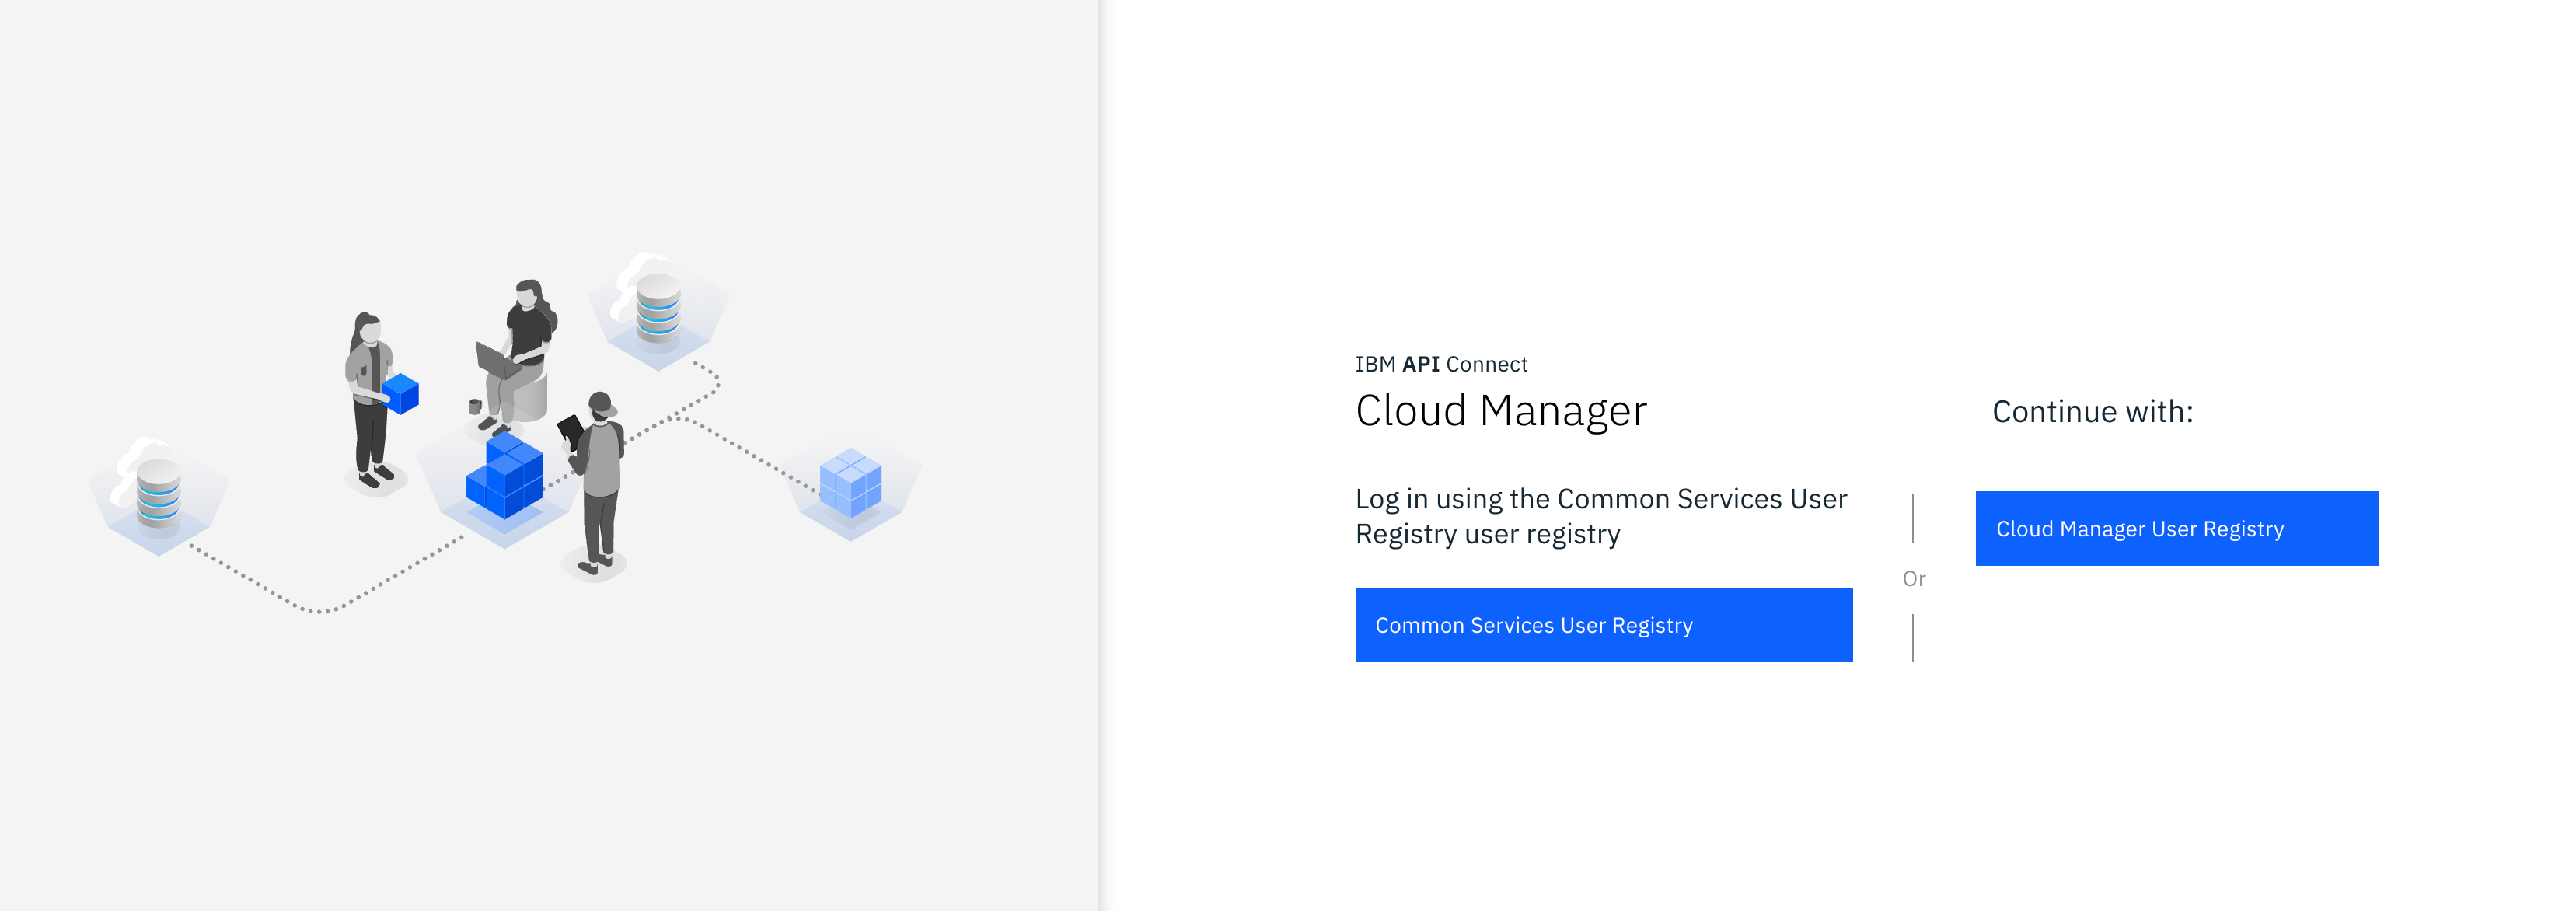 IBM API Connect
Cloud Manager
Log in using the Common Services User
Registry user registry
Common Services User Registry
Or
Continue with:
Cloud Manager User Registry